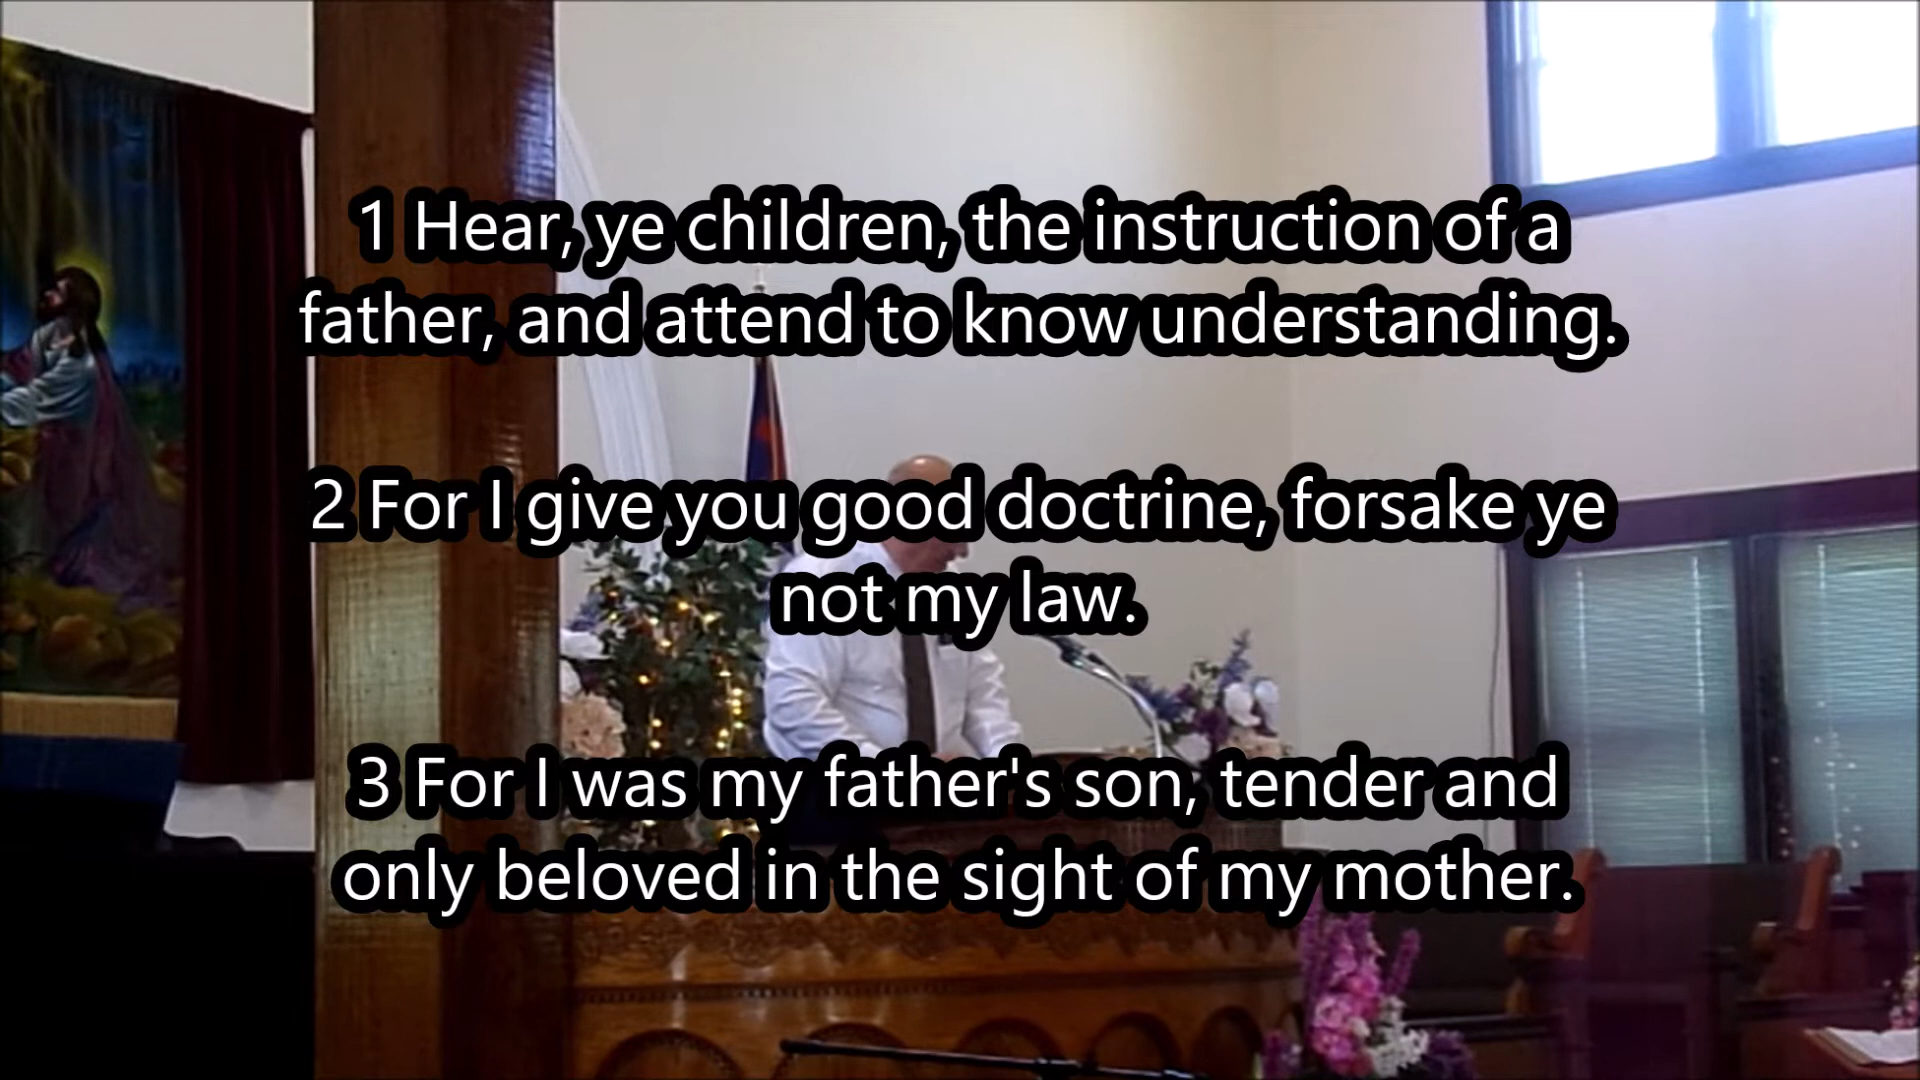 1 Hear, ye children, the instruction of a
father, and attend to know understanding.
2 For I give you good doctrine, forsake ye
not my law.
3 For I was my father's son, tender and
only beloved in the sight of my mother.